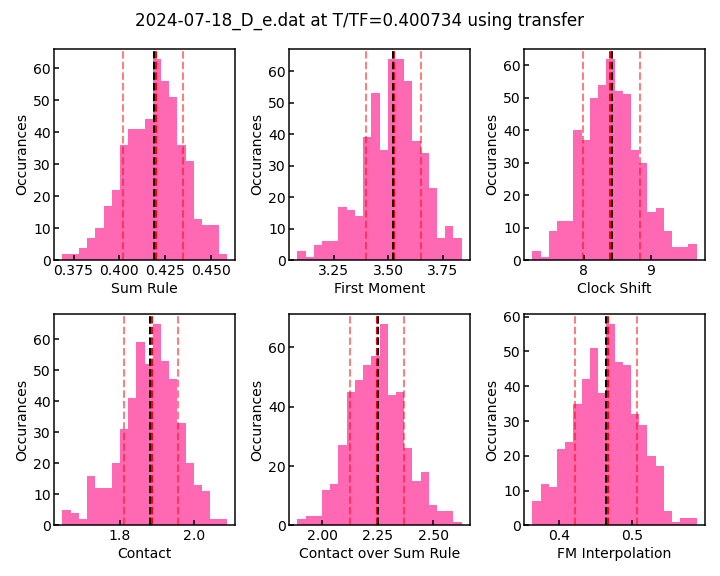 2024-07-18_D_e.dat at T/TF=0.400734 using transfer
Occurances
60
50
40
30
20
10
0
0.375 0.400 0.425 0.450
Sum Rule
Occurances
60
50
40
30
20
10
0
3.25 3.50 3.75
First Moment
Occurances
60
50
40
30
20
10
0
8 9
Clock Shift
Occurances
60
50
40
30
20
10
0
1.8 2.0
Contact
Occurances
60
40
20
0
2.00 2.25 2.50
Contact over Sum Rule
Occurances
60
50
40
30
20
10
0
0.4 0.5
FM Interpolation